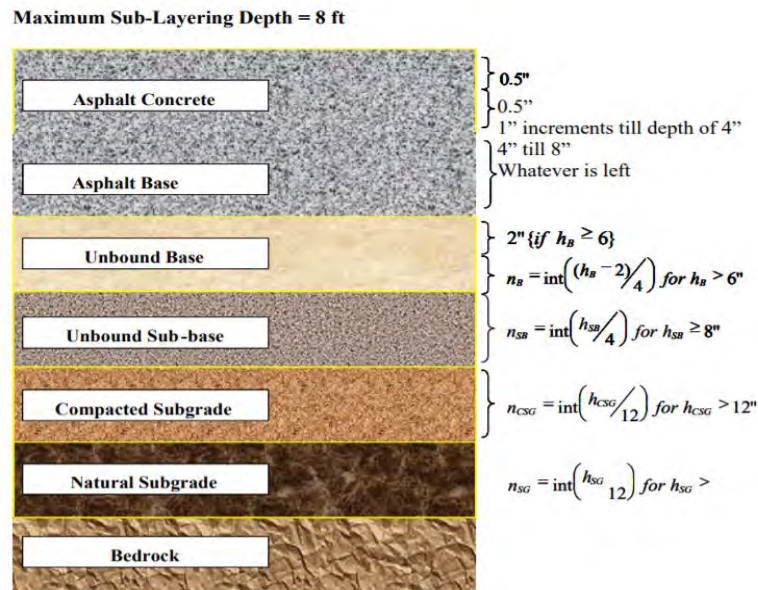 Maximum Sub-Layering Depth = 8 ft
Asphalt Concrete
0.5"
0.5”
1” increments till depth of 4”
4” till 8”
Whatever is left
Asphalt Base
Unbound Base
2" {if h_B ≥ 6}
n_B = int((h_B − 2)/4) for h_B > 6"
Unbound Sub-base
n_SB = int(h_SB/4) for h_SB ≥ 8"
Compacted Subgrade
n_CSG = int(h_CSG/12) for h_CSG > 12"
Natural Subgrade
n_SG = int(h_SG 12) for h_SG >
Bedrock